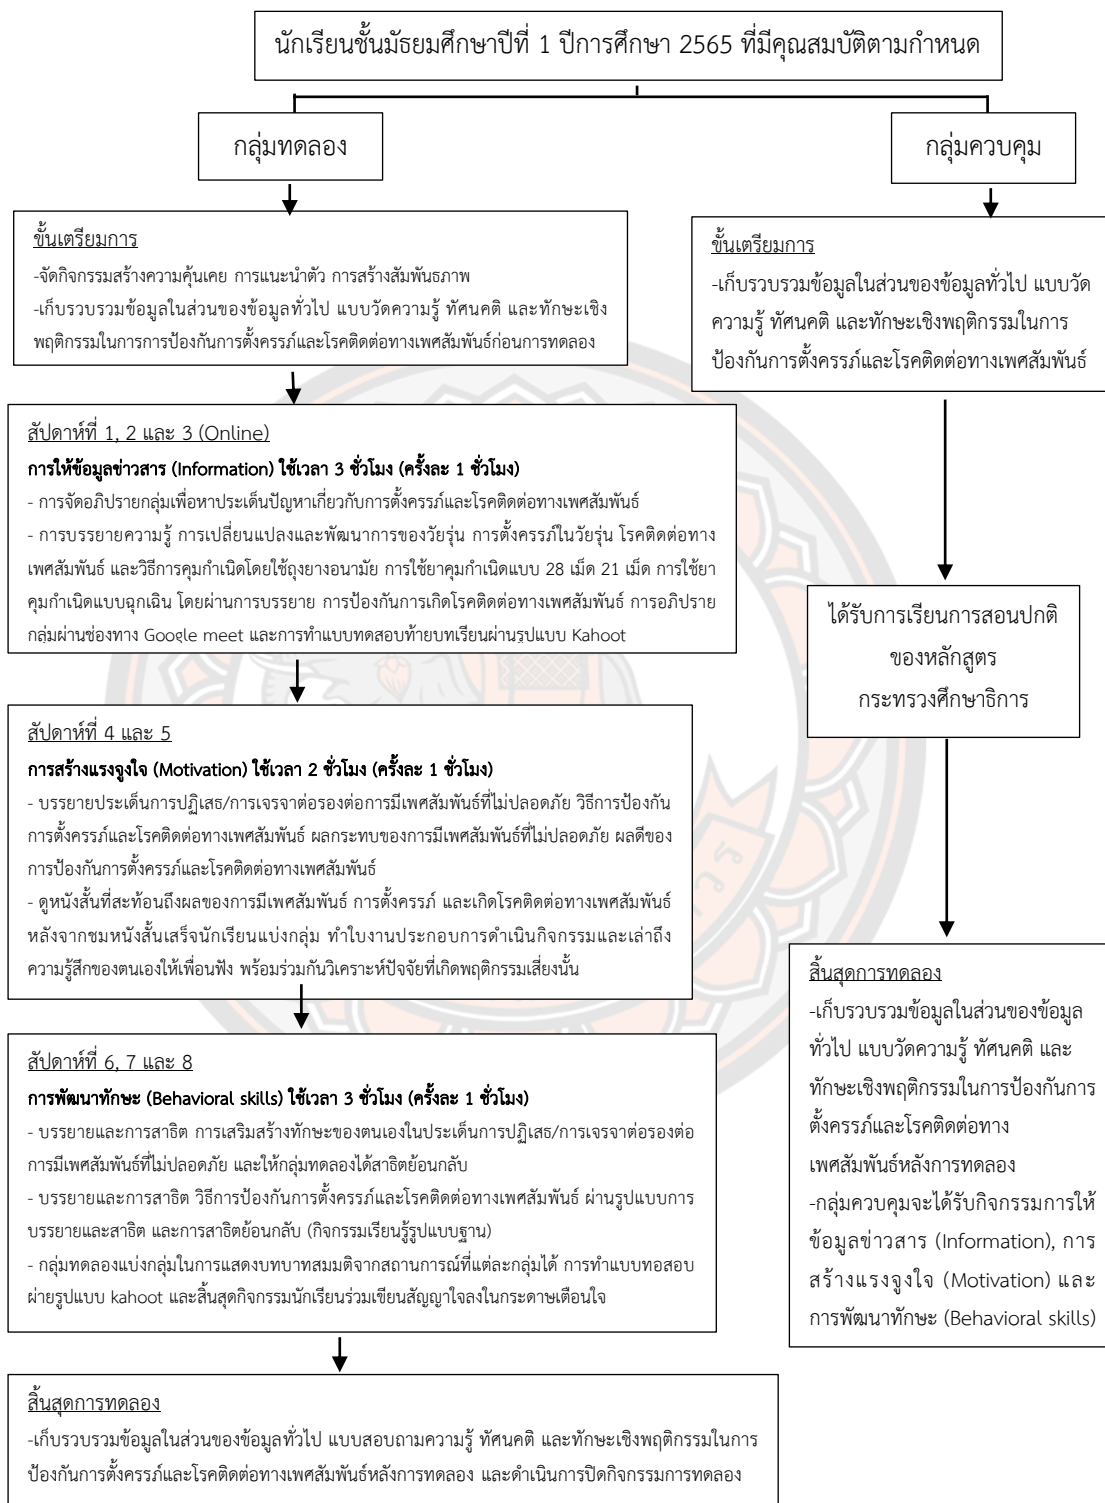 นักเรียนชั้นมัธยมศึกษาปีที่ 1 ปีการศึกษา 2565 ที่มีคุณสมบัติตามกำหนด
กลุ่มทดลอง
กลุ่มควบคุม
ขั้นเตรียมการ
-จัดกิจกรรมสร้างความคุ้นเคย การแนะนำตัว การสร้างสัมพันธภาพ
-เก็บรวบรวมข้อมูลในส่วนของข้อมูลทั่วไป แบบวัดความรู้ ทัศนคติ และทักษะเชิง
พฤติกรรมในการการป้องกันการตั้งครรภ์และโรคติดต่อทางเพศสัมพันธ์ก่อนการทดลอง
ขั้นเตรียมการ
-เก็บรวบรวมข้อมูลในส่วนของข้อมูลทั่วไป แบบวัด
ความรู้ ทัศนคติ และทักษะเชิงพฤติกรรมในการ
ป้องกันการตั้งครรภ์และโรคติดต่อทางเพศสัมพันธ์
สัปดาห์ที่ 1, 2 และ 3 (Online)
การให้ข้อมูลข่าวสาร (Information) ใช้เวลา 3 ชั่วโมง (ครั้งละ 1 ชั่วโมง)
- การจัดอภิปรายกลุ่มเพื่อหาประเด็นปัญหาเกี่ยวกับการตั้งครรภ์และโรคติดต่อทางเพศสัมพันธ์
- การบรรยายความรู้ การเปลี่ยนแปลงและพัฒนาการของวัยรุ่น การตั้งครรภ์ในวัยรุ่น โรคติดต่อทาง
เพศสัมพันธ์ และวิธีการคุมกำเนิดโดยใช้ถุงยางอนามัย การใช้ยาคุมกำเนิดแบบ 28 เม็ด 21 เม็ด การใช้ยา
คุมกำเนิดแบบฉุกเฉิน โดยผ่านการบรรยาย การป้องกันการเกิดโรคติดต่อทางเพศสัมพันธ์ การอภิปราย
กลุ่มผ่านช่องทาง Google meet และการทำแบบทดสอบท้ายบทเรียนผ่านรูปแบบ Kahoot
ได้รับการเรียนการสอนปกติ
ของหลักสูตร
กระทรวงศึกษาธิการ
สัปดาห์ที่ 4 และ 5
การสร้างแรงจูงใจ (Motivation) ใช้เวลา 2 ชั่วโมง (ครั้งละ 1 ชั่วโมง)
- บรรยายประเด็นการปฏิเสธ/การเจรจาต่อรองต่อการมีเพศสัมพันธ์ที่ไม่ปลอดภัย วิธีการป้องกัน
การตั้งครรภ์และโรคติดต่อทางเพศสัมพันธ์ ผลกระทบของการมีเพศสัมพันธ์ที่ไม่ปลอดภัย ผลดีของ
การป้องกันการตั้งครรภ์และโรคติดต่อทางเพศสัมพันธ์
- ดูหนังสั้นที่สะท้อนถึงผลของการมีเพศสัมพันธ์ การตั้งครรภ์ และเกิดโรคติดต่อทางเพศสัมพันธ์
หลังจากชมหนังสั้นเสร็จนักเรียนแบ่งกลุ่ม ทำใบงานประกอบการดำเนินกิจกรรมและเล่าถึง
ความรู้สึกของตนเองให้เพื่อนฟัง พร้อมร่วมกันวิเคราะห์ปัจจัยที่เกิดพฤติกรรมเสี่ยงนั้น
สัปดาห์ที่ 6, 7 และ 8
การพัฒนาทักษะ (Behavioral skills) ใช้เวลา 3 ชั่วโมง (ครั้งละ 1 ชั่วโมง)
- บรรยายและการสาธิต การเสริมสร้างทักษะของตนเองในประเด็นการปฏิเสธ/การเจรจาต่อรองต่อ
การมีเพศสัมพันธ์ที่ไม่ปลอดภัย และให้กลุ่มทดลองได้สาธิตย้อนกลับ
- บรรยายและการสาธิต วิธีการป้องกันการตั้งครรภ์และโรคติดต่อทางเพศสัมพันธ์ ผ่านรูปแบบการ
บรรยายและสาธิต และการสาธิตย้อนกลับ (กิจกรรมเรียนรู้รูปแบบฐาน)
- กลุ่มทดลองแบ่งกลุ่มในการแสดงบทบาทสมมติจากสถานการณ์ที่แต่ละกลุ่มได้ การทำแบบทอสอบ
ผ่ายรูปแบบ kahoot และสิ้นสุดกิจกรรมนักเรียนร่วมเขียนสัญญาใจลงในกระดาษเตือนใจ
สิ้นสุดการทดลอง
-เก็บรวบรวมข้อมูลในส่วนของข้อมูล
ทั่วไป แบบวัดความรู้ ทัศนคติ และ
ทักษะเชิงพฤติกรรมในการป้องกันการ
ตั้งครรภ์และโรคติดต่อทาง
เพศสัมพันธ์หลังการทดลอง
-กลุ่มควบคุมจะได้รับกิจกรรมการให้
ข้อมูลข่าวสาร (Information), การ
สร้างแรงจูงใจ (Motivation) และ
การพัฒนาทักษะ (Behavioral skills)
สิ้นสุดการทดลอง
-เก็บรวบรวมข้อมูลในส่วนของข้อมูลทั่วไป แบบสอบถามความรู้ ทัศนคติ และทักษะเชิงพฤติกรรมในการ
ป้องกันการตั้งครรภ์และโรคติดต่อทางเพศสัมพันธ์หลังการทดลอง และดำเนินการปิดกิจกรรมการทดลอง